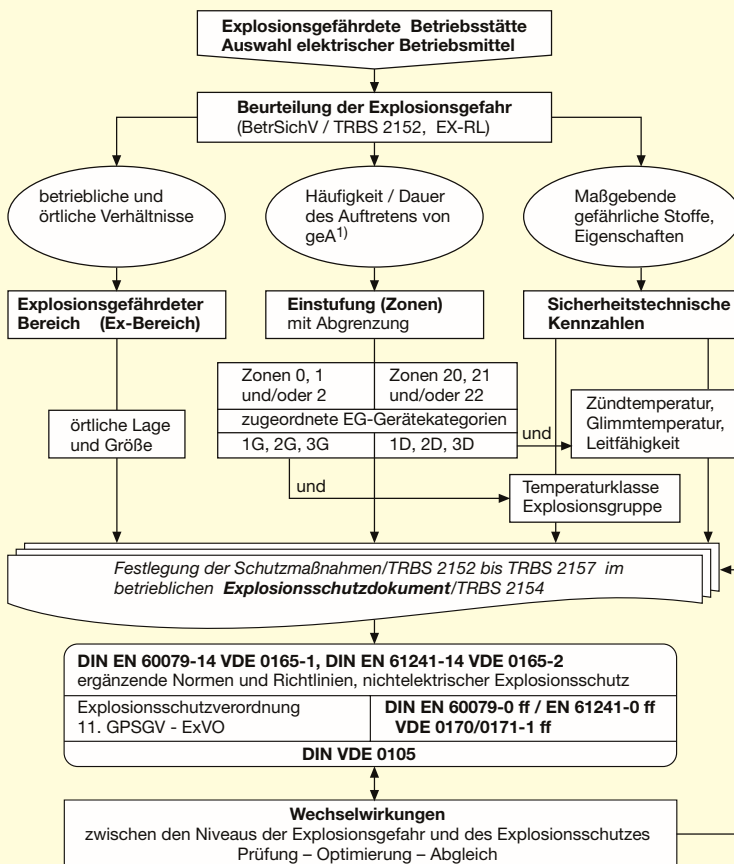 Explosionsgefährdete Betriebsstätte
Auswahl elektrischer Betriebsmittel
Beurteilung der Explosionsgefahr
(BetrSichV / TRBS 2152, EX-RL)
betriebliche und
örtliche Verhältnisse
Häufigkeit / Dauer
des Auftretens von
geA1)
Maßgebende
gefährliche Stoffe,
Eigenschaften
Explosionsgefährdeter
Bereich (Ex-Bereich)
Einstufung (Zonen)
mit Abgrenzung
Sicherheitstechnische
Kennzahlen
örtliche Lage
und Größe
Zonen 0, 1
und/oder 2
Zonen 20, 21
und/oder 22
zugeordnete EG-Gerätekategorien
1G, 2G, 3G
1D, 2D, 3D
und
Zündtemperatur,
Glimmtemperatur,
Leitfähigkeit
und
Temperaturklasse
Explosionsgruppe
Festlegung der Schutzmaßnahmen/TRBS 2152 bis TRBS 2157 im
betrieblichen Explosionsschutzdokument/TRBS 2154
DIN EN 60079-14 VDE 0165-1, DIN EN 61241-14 VDE 0165-2
ergänzende Normen und Richtlinien, nichtelektrischer Explosionsschutz
Explosionsschutzverordnung
11. GPSGV - ExVO
DIN EN 60079-0 ff / EN 61241-0 ff
VDE 0170/0171-1 ff
DIN VDE 0105
Wechselwirkungen
zwischen den Niveaus der Explosionsgefahr und des Explosionsschutzes
Prüfung – Optimierung – Abgleich